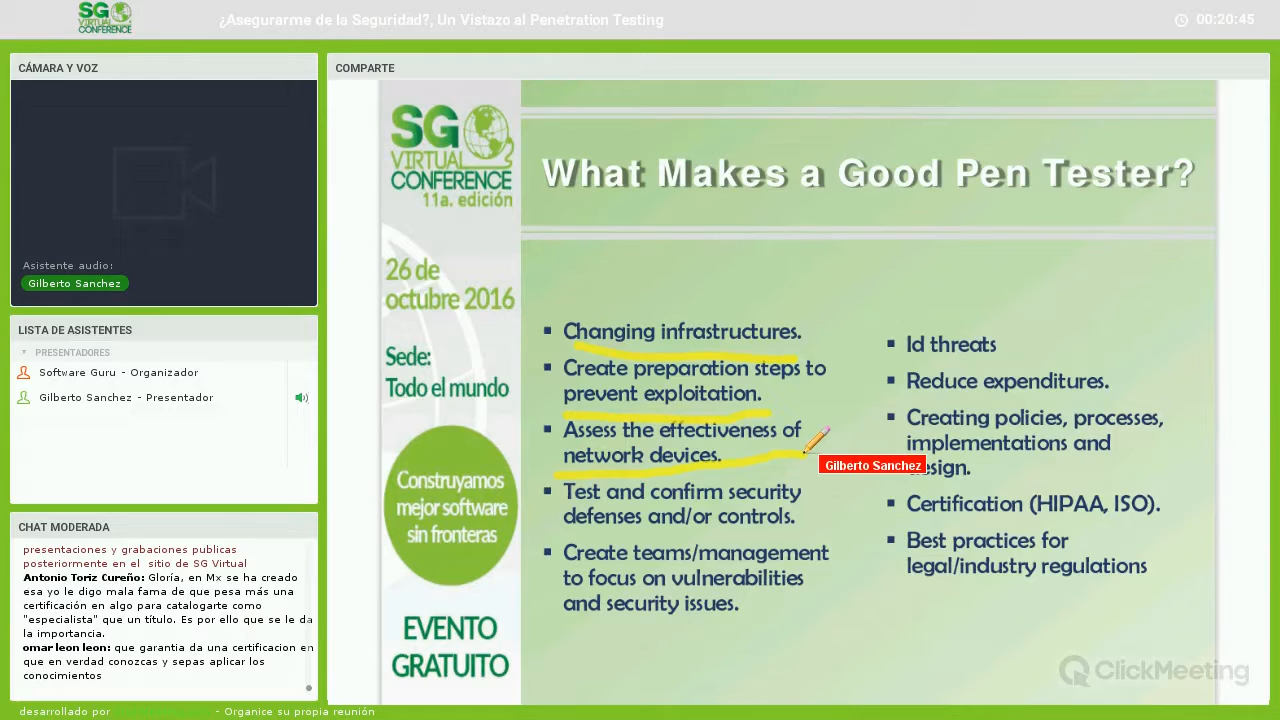 SG VIRTUAL CONFERENCE
¿Asegurarme de la Seguridad?, Un Vistazo al Penetration Testing
00:20:45
CÁMARA Y VOZ
Asistente audio:
Gilberto Sanchez
LISTA DE ASISTENTES
PRESENTADORES
Software Guru - Organizador
Gilberto Sanchez - Presentador
CHAT MODERADA
presentaciones y grabaciones publicas
posteriormente en el sitio de SG Virtual
Antonio Toriz Cureño: Gloría, en Mx se ha creado
esa yo le digo mala fama de que pesa más una
certificación en algo para catalogarte como
"especialista" que un título. Es por ello que se le da
la importancia.
omar leon leon: que garantia da una certificacion en
que en verdad conozcas y sepas aplicar los
conocimientos
desarrollado por
- Organice su propia reunión
COMPARTE
SG
VIRTUAL
CONFERENCE
11a. edición
26 de
octubre 2016
Sede:
Todo el mundo
Construyamos
mejor software
sin fronteras
EVENTO
GRATUITO
What Makes a Good Pen Tester?
▪ Changing infrastructures.
▪ Create preparation steps to
prevent exploitation.
▪ Assess the effectiveness of
network devices.
▪ Test and confirm security
defenses and/or controls.
▪ Create teams/management
to focus on vulnerabilities
and security issues.
▪ Id threats
▪ Reduce expenditures.
▪ Creating policies, processes,
implementations and
design.
▪ Certification (HIPAA, ISO).
▪ Best practices for
legal/industry regulations
Gilberto Sanchez
ClickMeeting